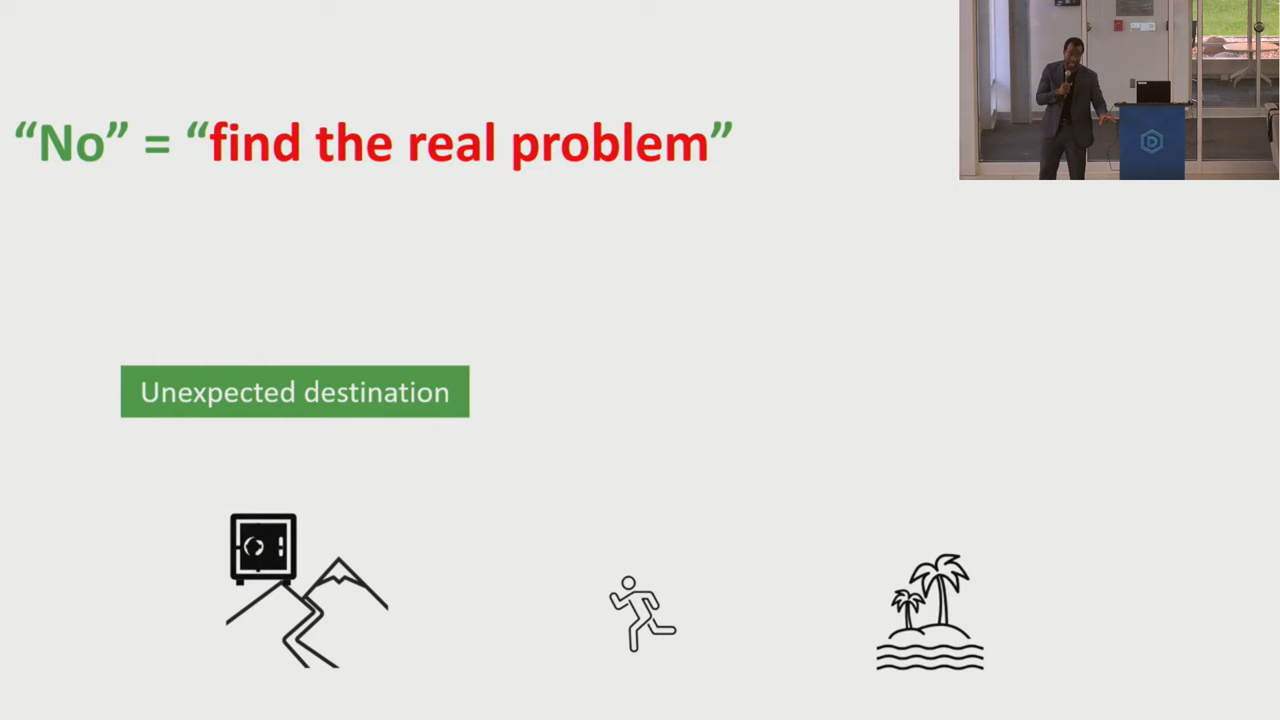 “No” = “find the real problem”
Unexpected destination